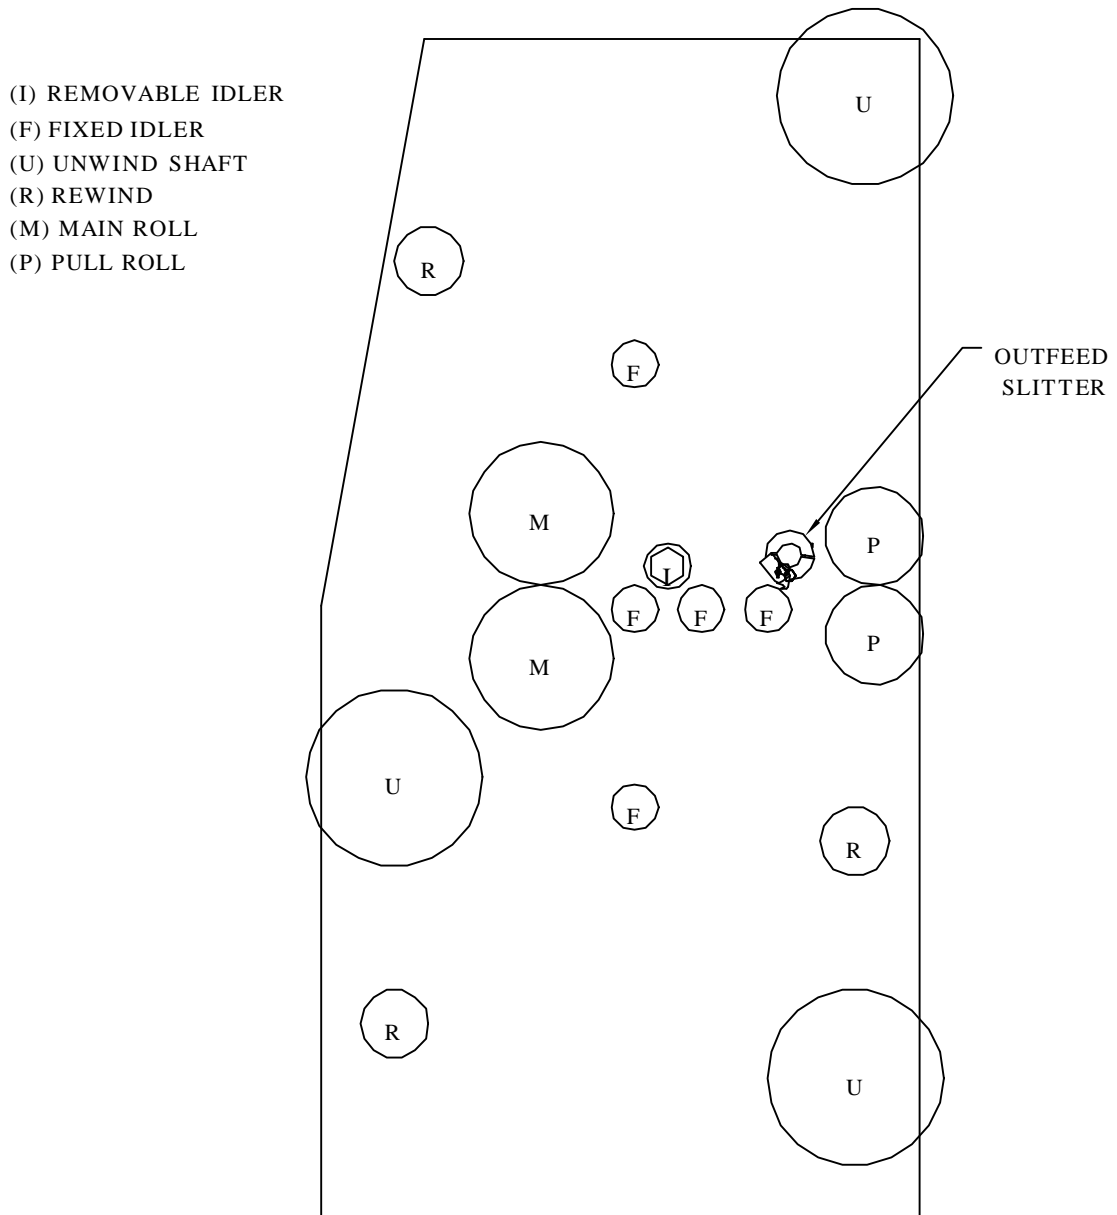 (I) REMOVABLE IDLER
(F) FIXED IDLER
(U) UNWIND SHAFT
(R) REWIND
(M) MAIN ROLL
(P) PULL ROLL
U
R
F
OUTFEED
SLITTER
M
P
I
F
F
F
P
M
U
F
R
R
U